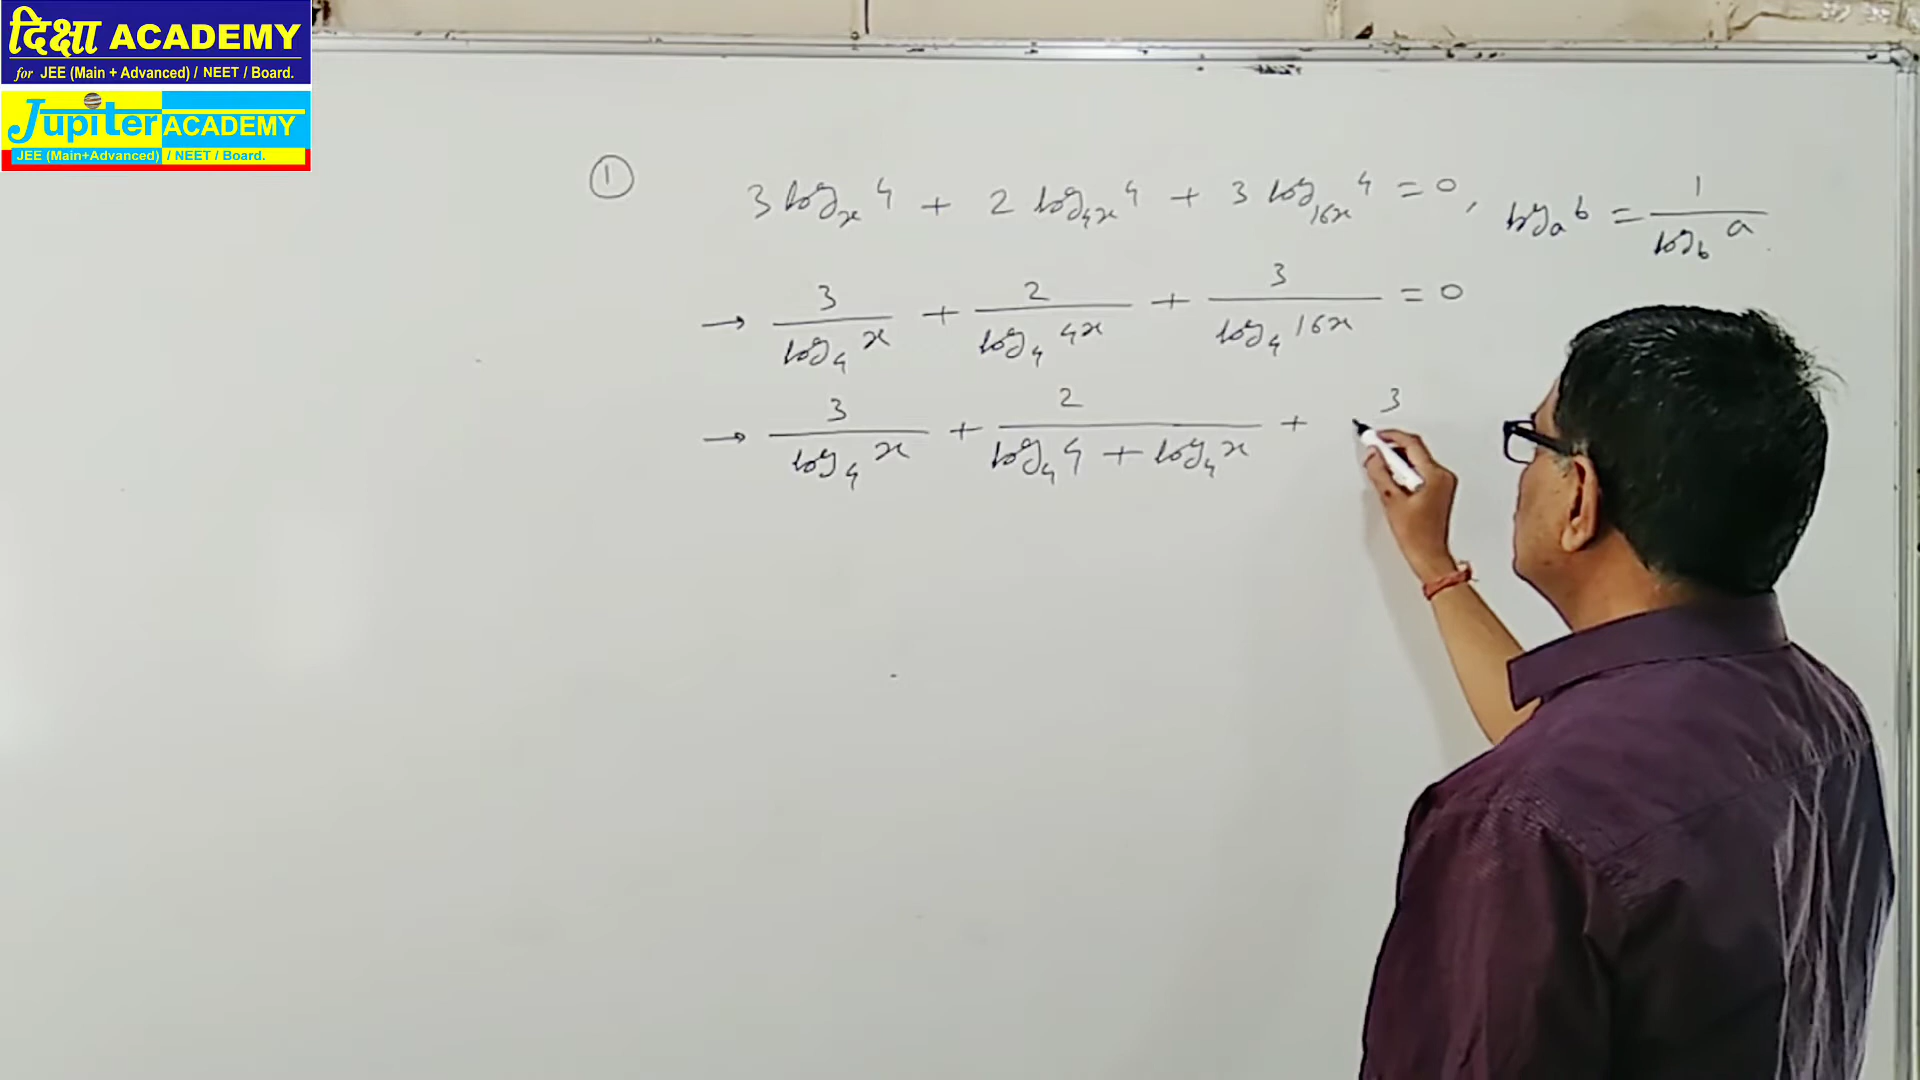 दिक्षा ACADEMY
for JEE (Main + Advanced) / NEET / Board.
Jupiter ACADEMY
JEE (Main+Advanced) / NEET / Board.
① 3 log_x 4 + 2 log_4x 4 + 3 log_16x 4 = 0, log_a b = 1 / log_b a
→ 3 / log_4 x + 2 / log_4 4x + 3 / log_4 16x = 0
→ 3 / log_4 x + 2 / log_4 4 + log_4 x + 3